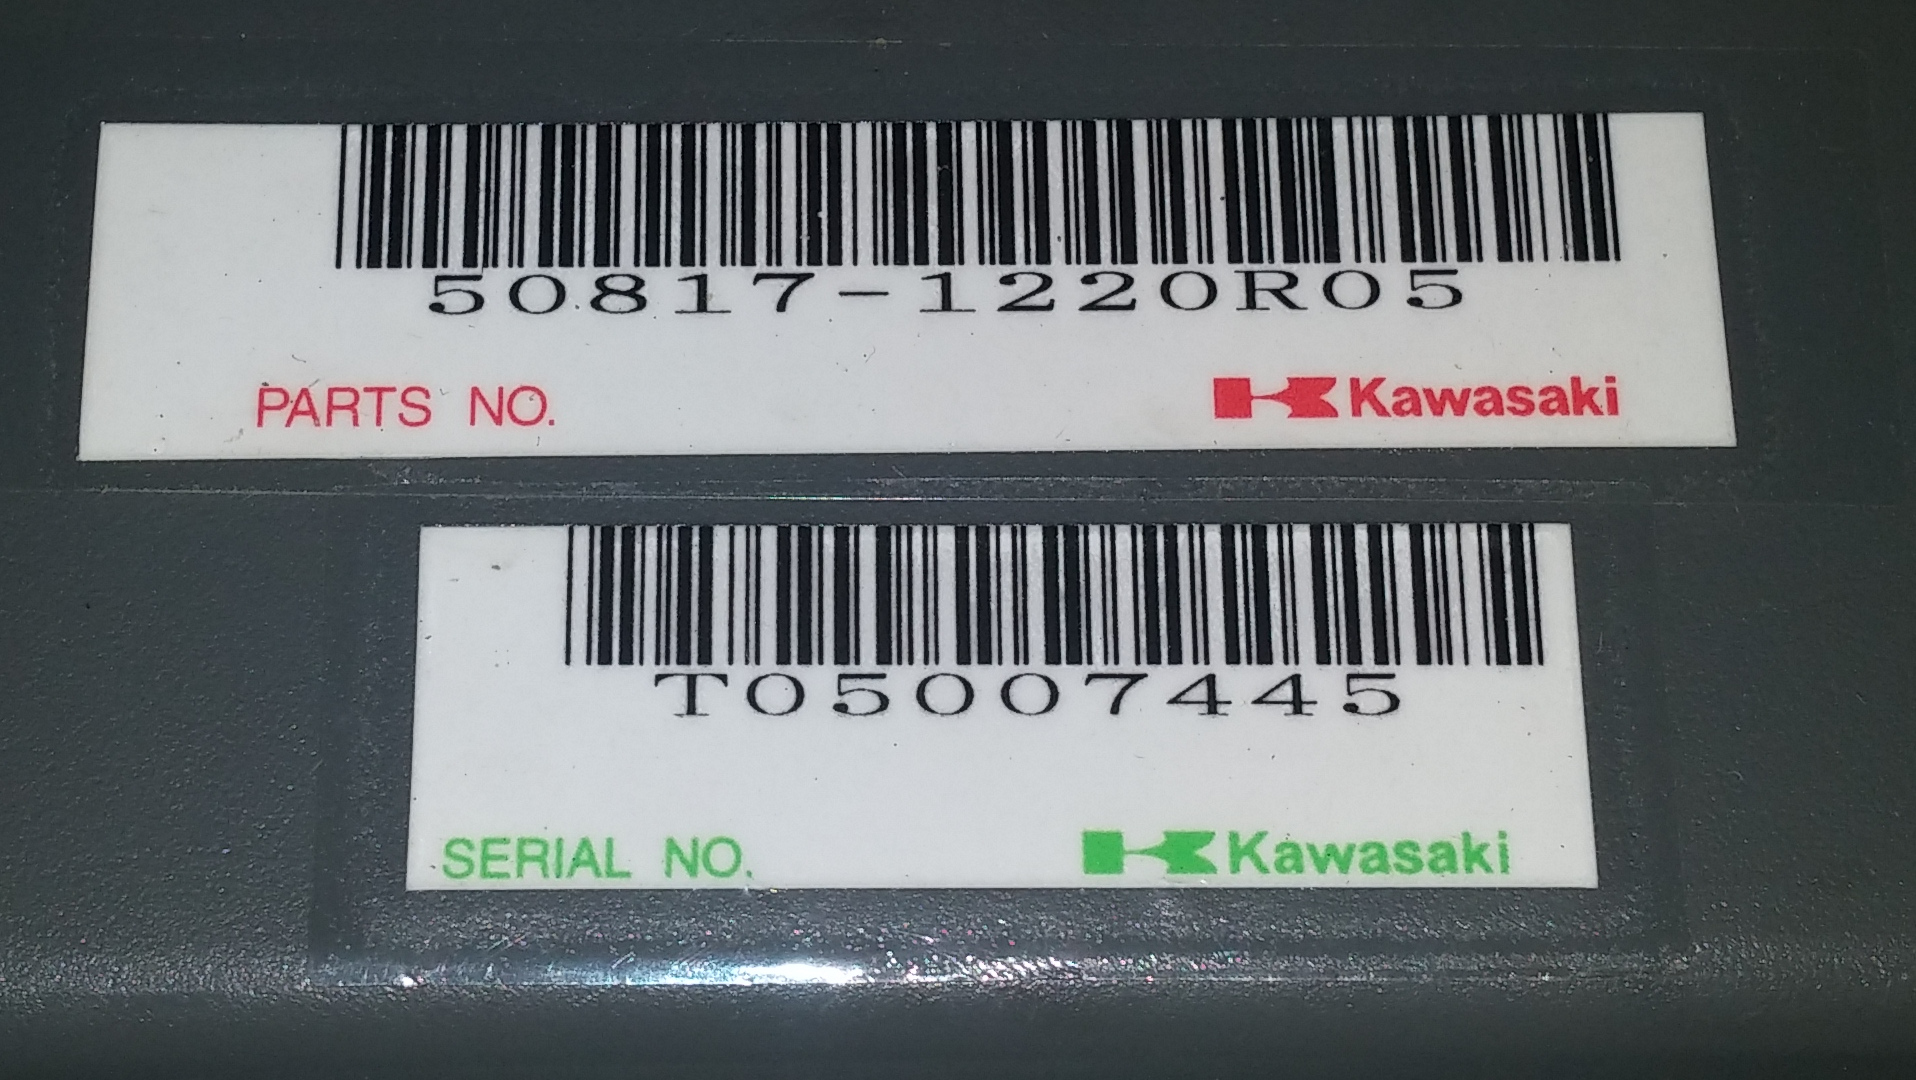 50817-1220R05
PARTS NO. Kawasaki
T05007445
SERIAL NO. Kawasaki